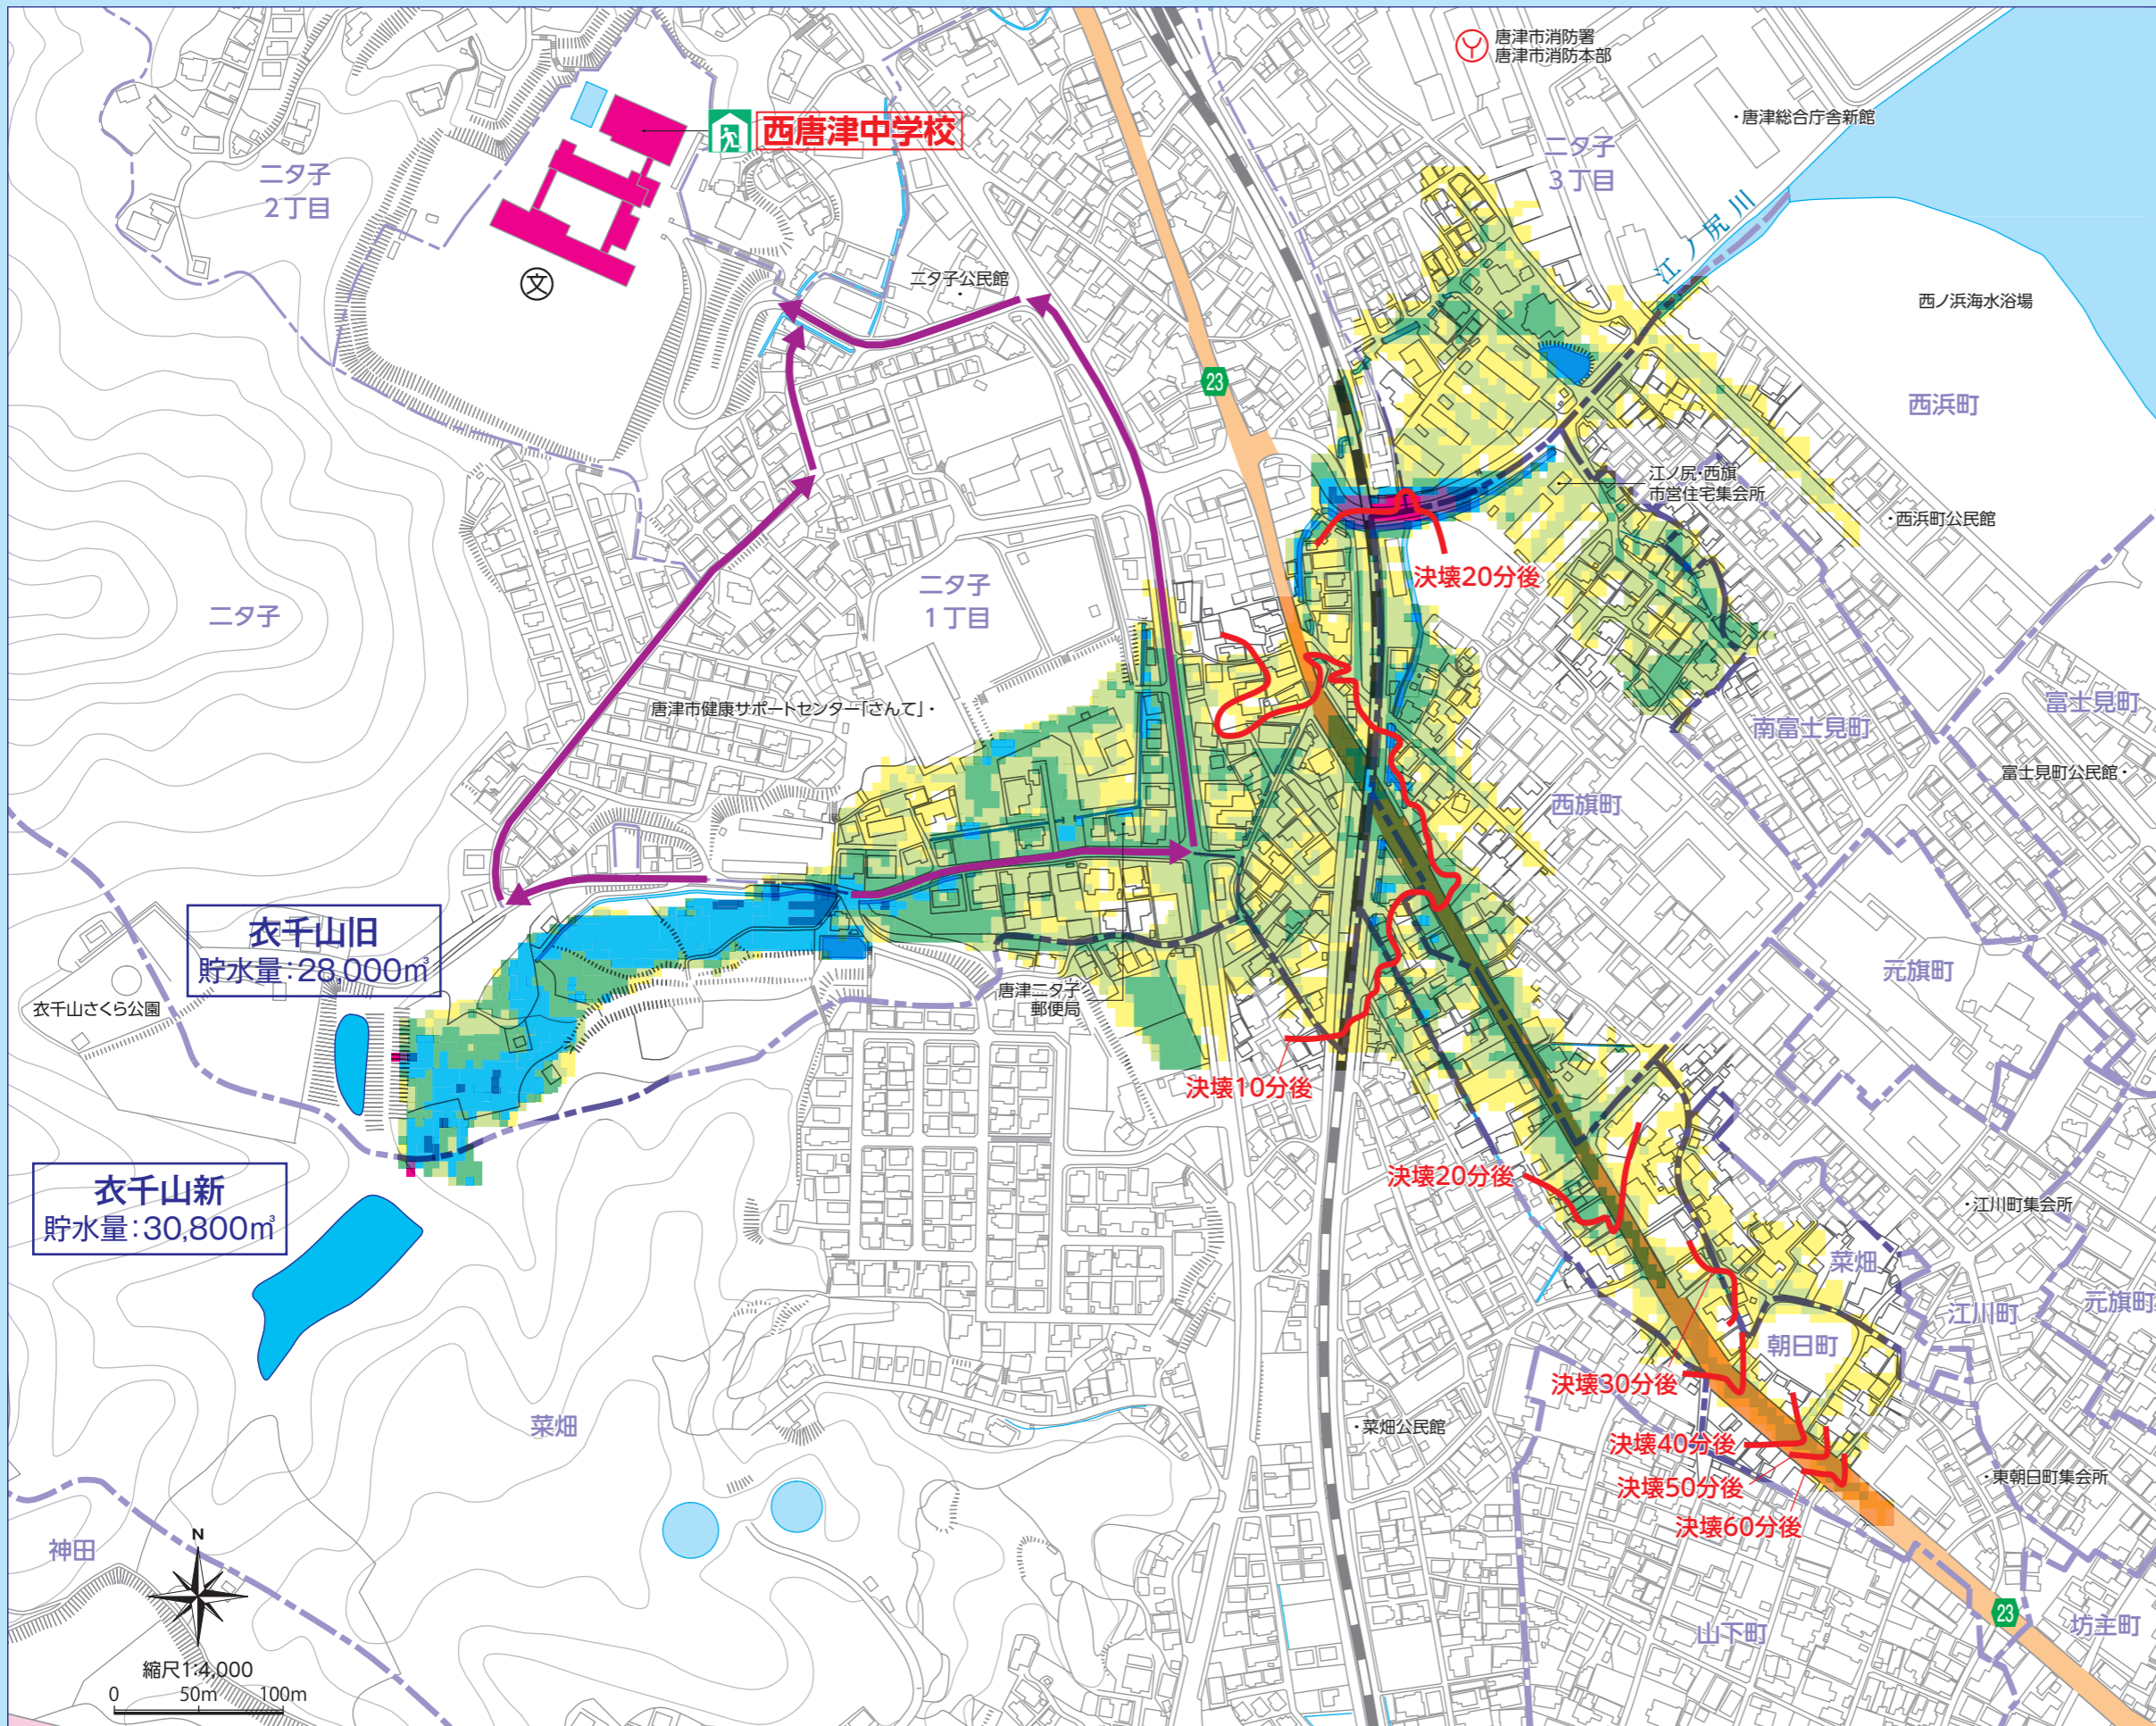 唐津市消防署
唐津市消防本部
・唐津総合庁舎新館
西唐津中学校
二タ子
2丁目
二タ子
3丁目
江ノ尻川
文
二タ子公民館
西ノ浜海水浴場
23
西浜町
江ノ尻・西旗
市営住宅集会所
・西浜町公民館
決壊20分後
二タ子
1丁目
二タ子
唐津市健康サポートセンター「さんて」・
富士見町
南富士見町
富士見町公民館・
西旗町
衣干山旧
貯水量:28,000㎥
元旗町
衣干山さくら公園
唐津二タ子
郵便局
決壊10分後
決壊20分後
衣干山新
貯水量:30,800㎥
・江川町集会所
菜畑
江川町
元旗町
朝日町
決壊30分後
菜畑
・菜畑公民館
決壊40分後
決壊50分後
・東朝日町集会所
決壊60分後
神田
N
23
坊主町
山下町
縮尺1:4,000
0 50m 100m